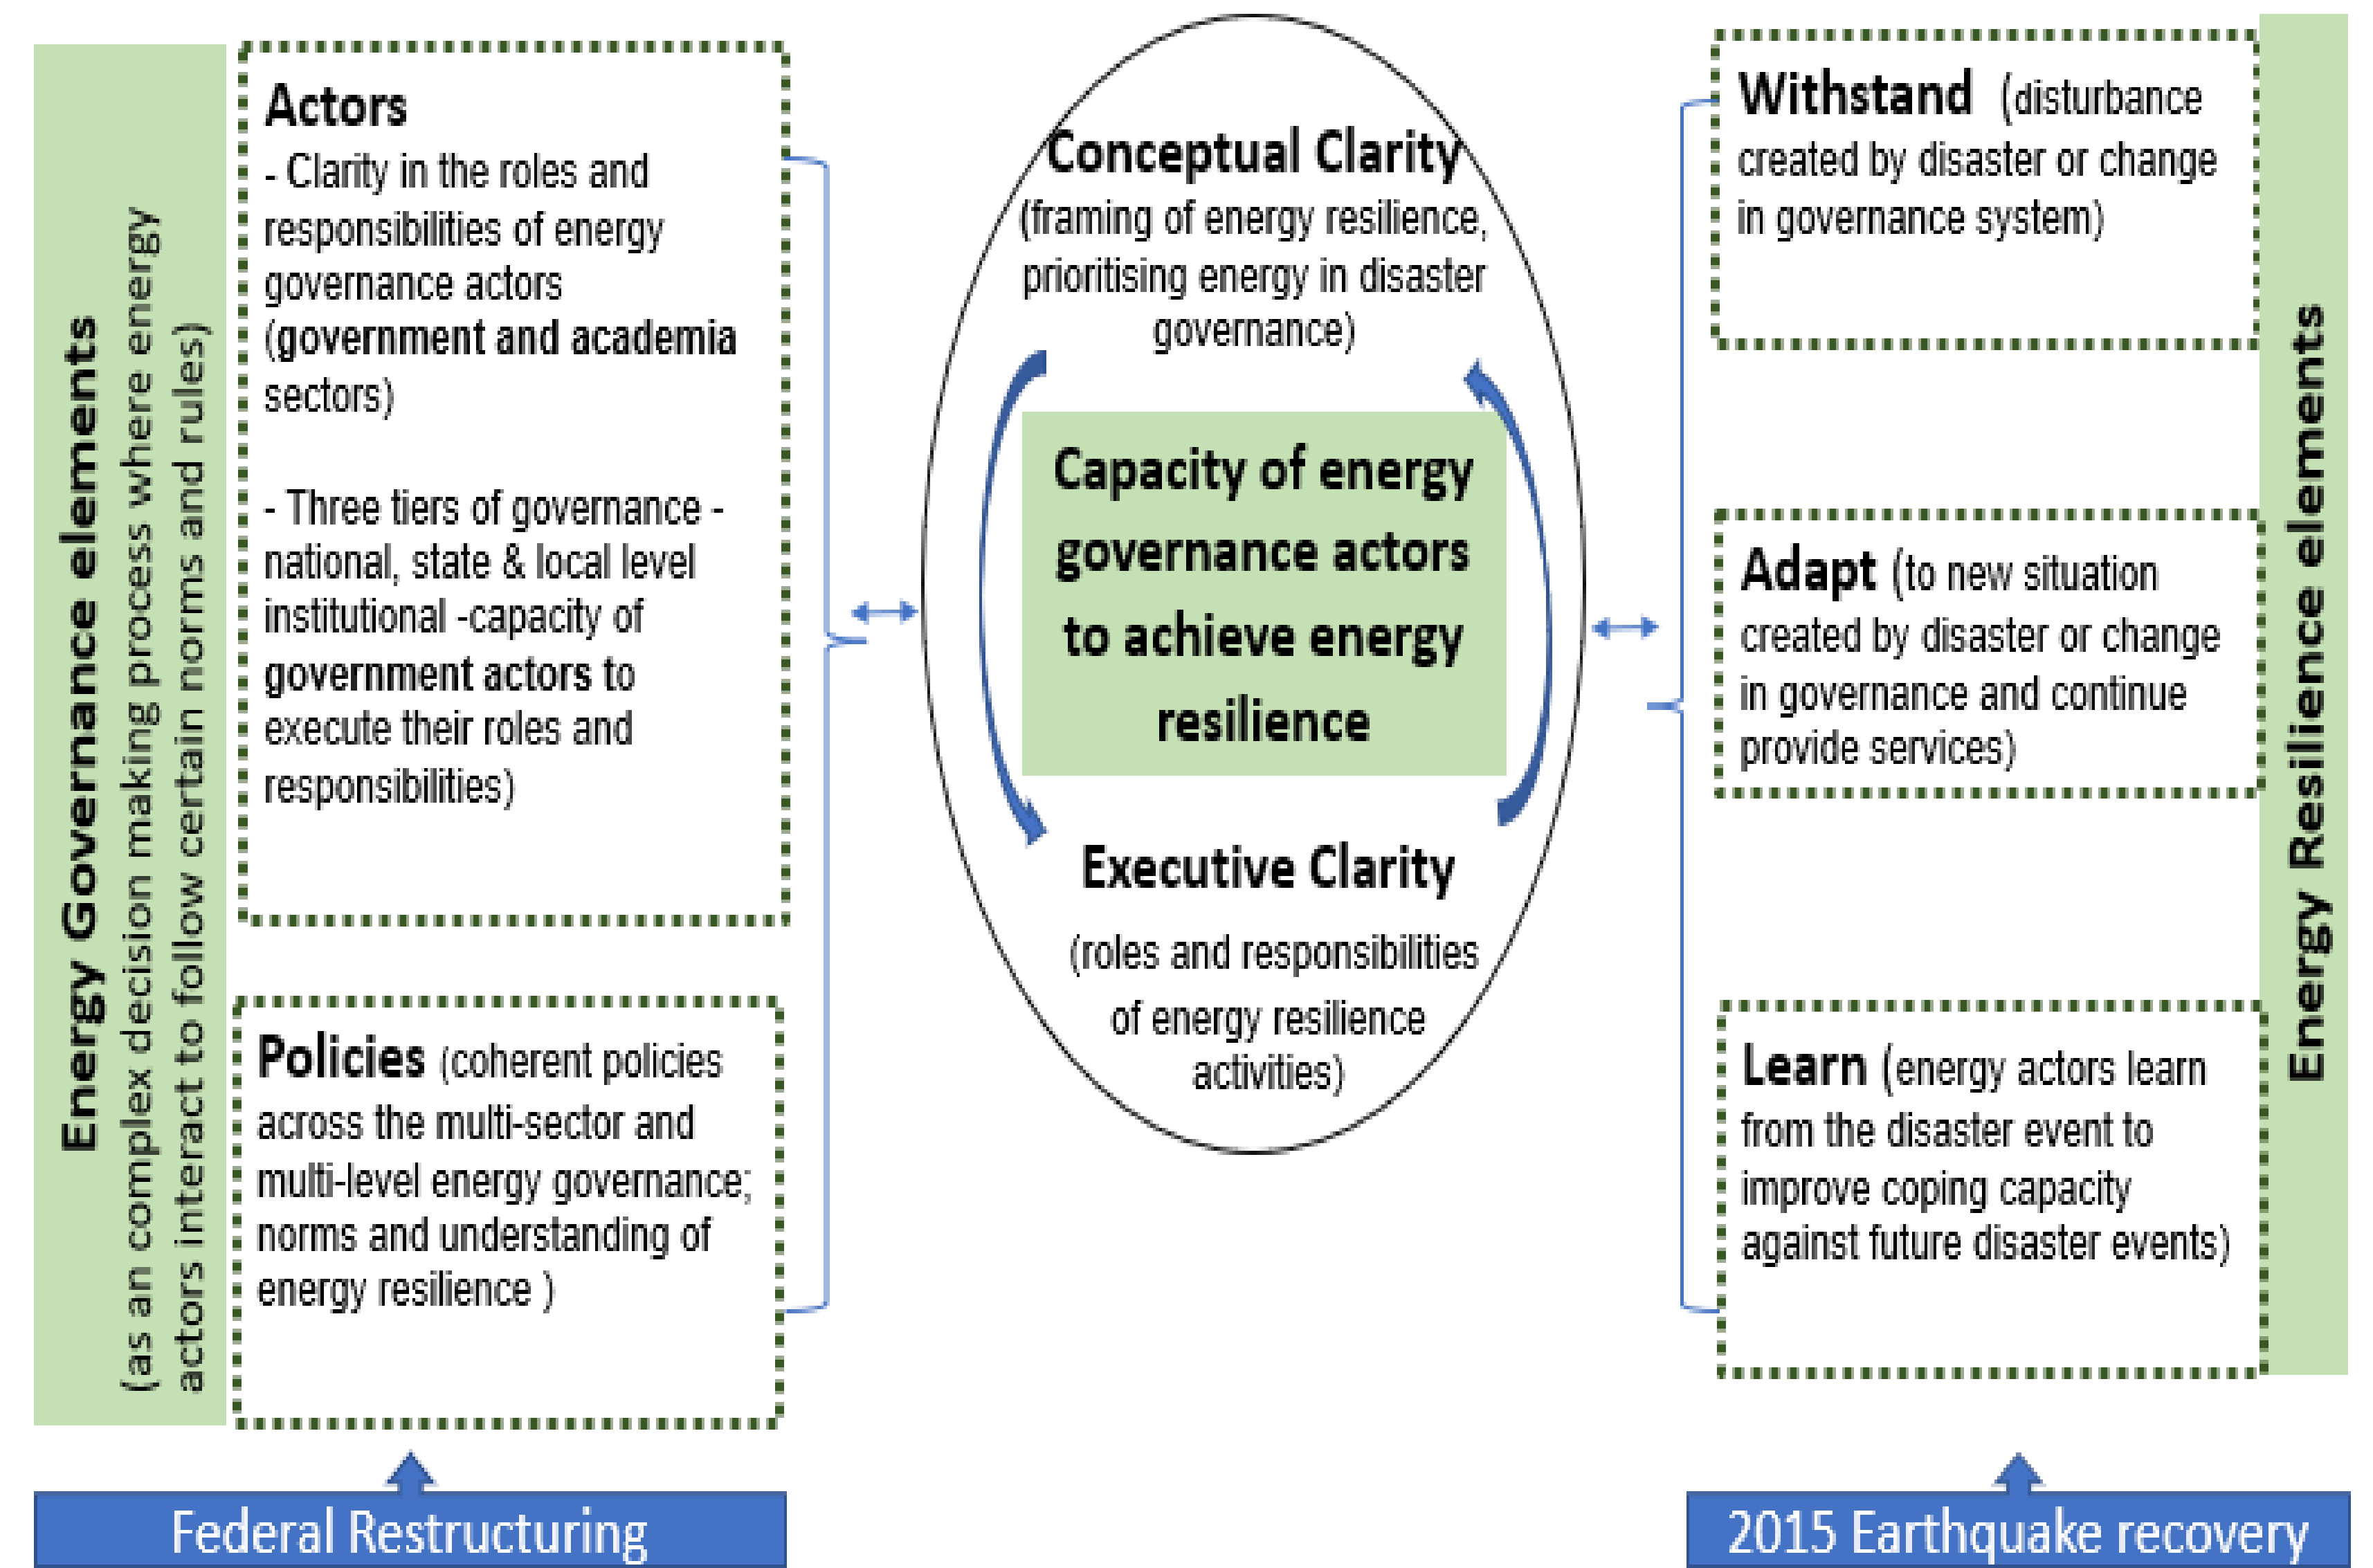 Energy Governance elements
(as an complex decision making process where energy
actors interact to follow certain norms and rules)
Actors
- Clarity in the roles and
responsibilities of energy
governance actors
(government and academia
sectors)
- Three tiers of governance -
national, state & local level
institutional -capacity of
government actors to
execute their roles and
responsibilities)
Policies (coherent policies
across the multi-sector and
multi-level energy governance;
norms and understanding of
energy resilience )
Federal Restructuring
Conceptual Clarity
(framing of energy resilience,
prioritising energy in disaster
governance)
Capacity of energy
governance actors
to achieve energy
resilience
Executive Clarity
(roles and responsibilities
of energy resilience
activities)
Withstand (disturbance
created by disaster or change
in governance system)
Adapt (to new situation
created by disaster or change
in governance and continue
provide services)
Learn (energy actors learn
from the disaster event to
improve coping capacity
against future disaster events)
Energy Resilience elements
2015 Earthquake recovery